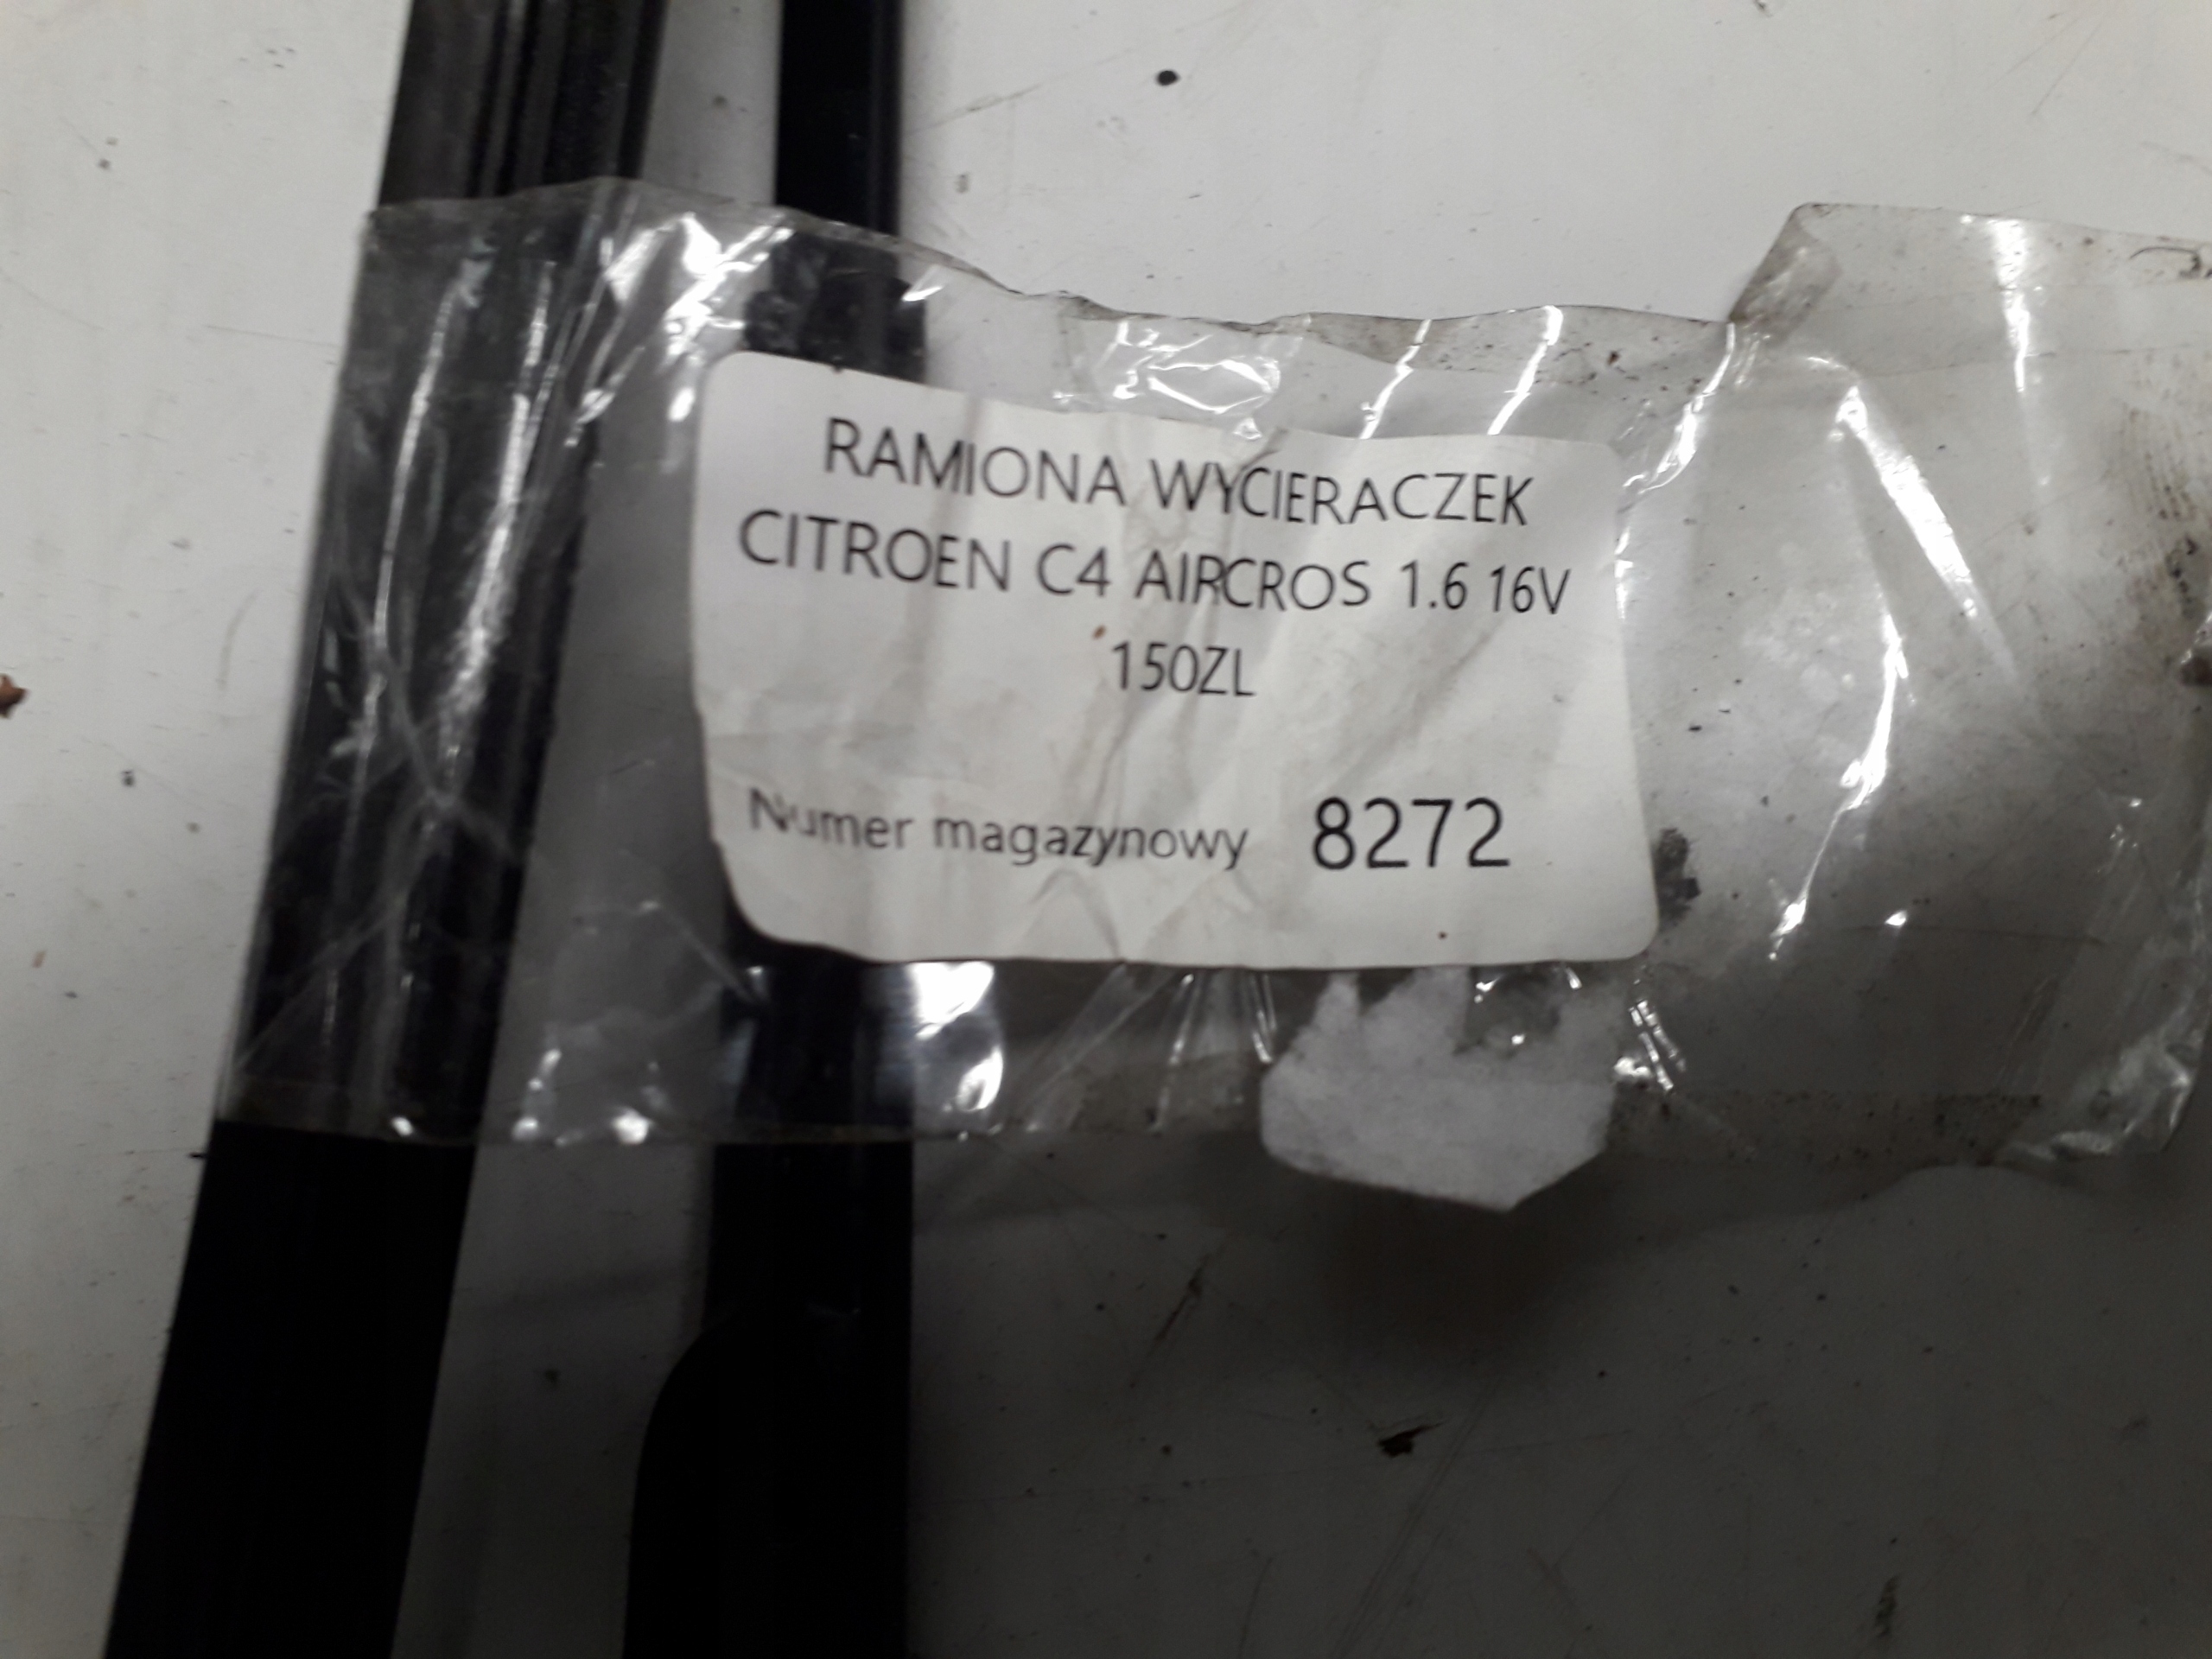 RAMIONA WYCIERACZEK
CITROEN C4 AIRCROS 1.6 16V
150ZL
Numer magazynowy 8272